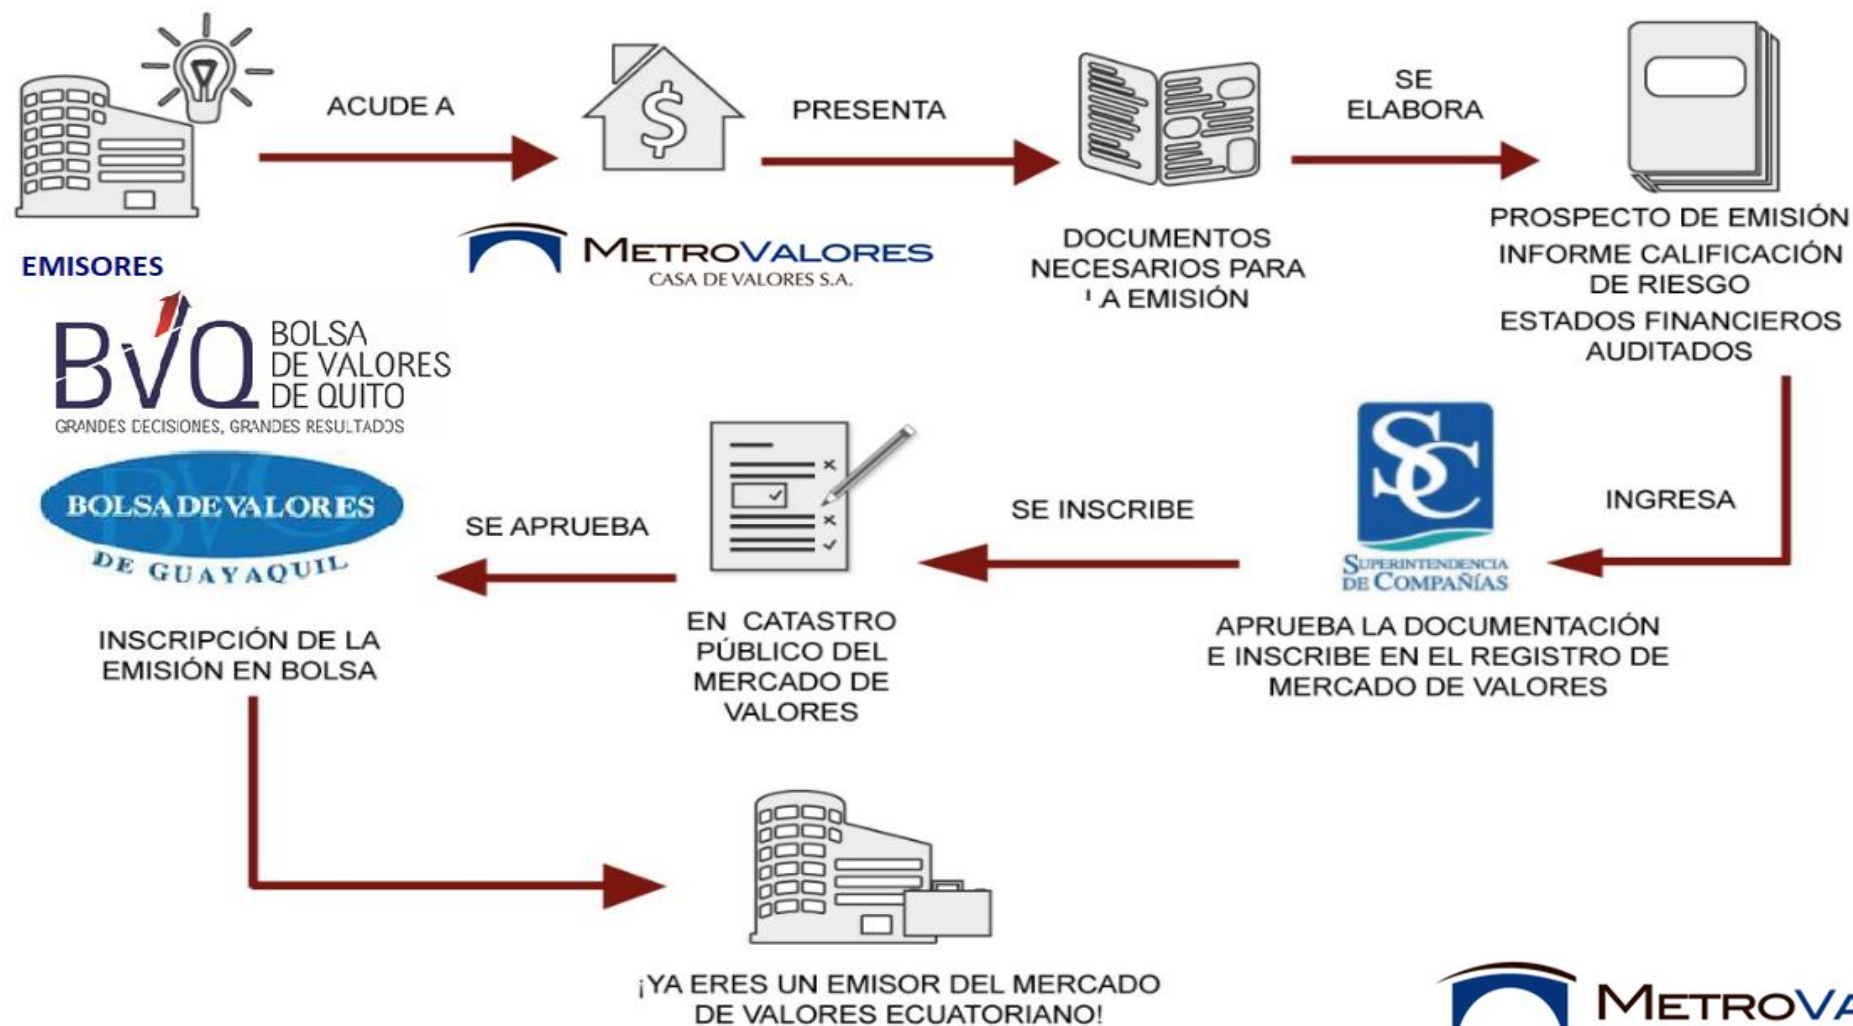 ACUDE A
PRESENTA
SE
ELABORA
$
EMISORES
METROVALORES
CASA DE VALORES S.A.
DOCUMENTOS
NECESARIOS PARA
A EMISIÓN
PROSPECTO DE EMISIÓN
INFORME CALIFICACIÓN
DE RIESGO
ESTADOS FINANCIEROS
AUDITADOS
BVQ
BOLSA
DE VALORES
DE QUITO
GRANDES DECISIONES, GRANDES RESULTADOS
BOLSA DE VALORES
DE GUAYAQUIL
INSCRIPCIÓN DE LA
EMISIÓN EN BOLSA
SE APRUEBA
EN CATASTRO
PÚBLICO DEL
MERCADO DE
VALORES
SE INSCRIBE
SC
SUPERINTENDENCIA
DE COMPAÑÍAS
INGRESA
APRUEBA LA DOCUMENTACIÓN
E INSCRIBE EN EL REGISTRO DE
MERCADO DE VALORES
¡YA ERES UN EMISOR DEL MERCADO
DE VALORES ECUATORIANO!
METROVA